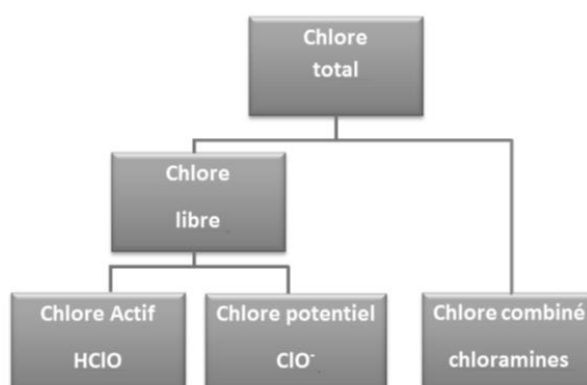 Chlore
total
Chlore
libre
Chlore Actif
HClO
Chlore potentiel
ClO⁻
Chlore combiné
chloramines